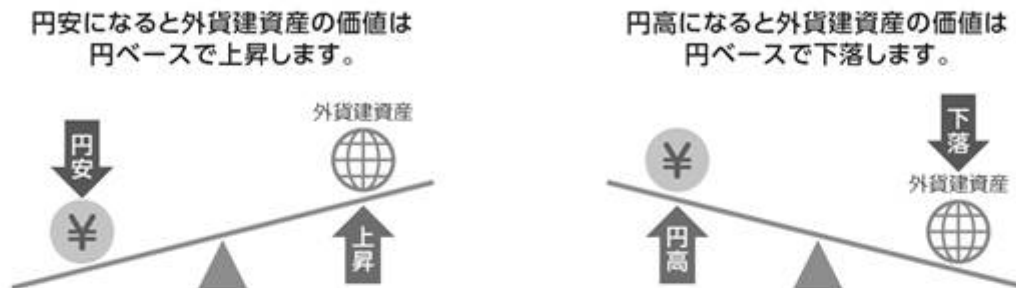 円安になると外貨建資産の価値は
円ベースで上昇します。
外貨建資産
円安
¥
上昇
円高になると外貨建資産の価値は
円ベースで下落します。
下落
¥
外貨建資産
円高